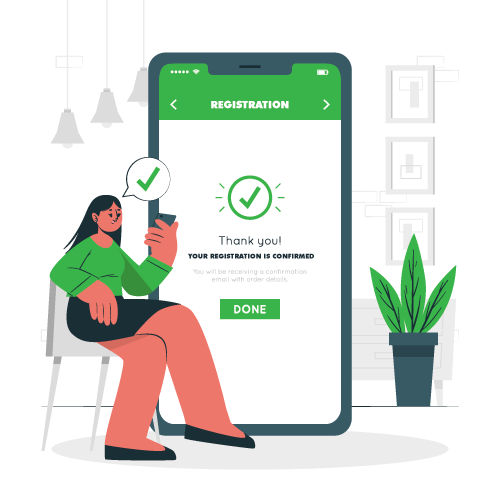 REGISTRATION
Thank you!
YOUR REGISTRATION IS CONFIRMED
You will be receiving a confirmation
email with order details.
DONE